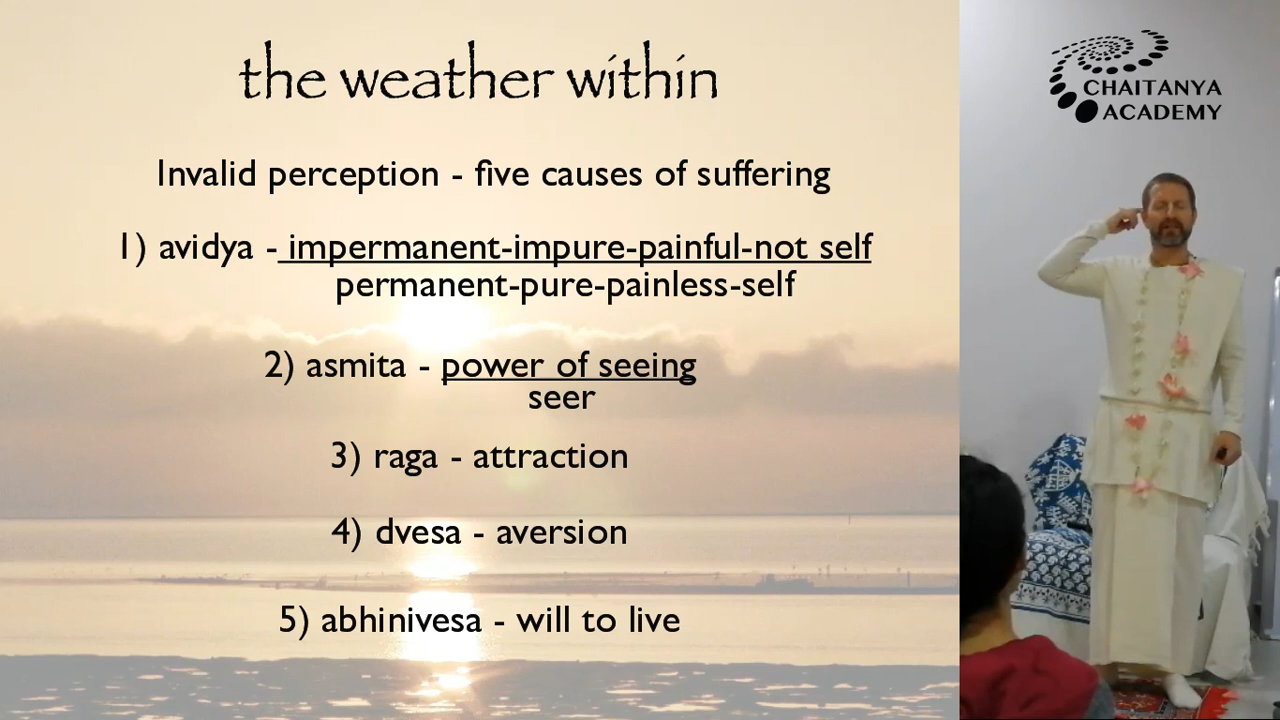 the weather within
Invalid perception - five causes of suffering
1) avidya - impermanent-impure-painful-not self
permanent-pure-painless-self
2) asmita - power of seeing
seer
3) raga - attraction
4) dvesa - aversion
5) abhinivesa - will to live
CHAITANYA
ACADEMY